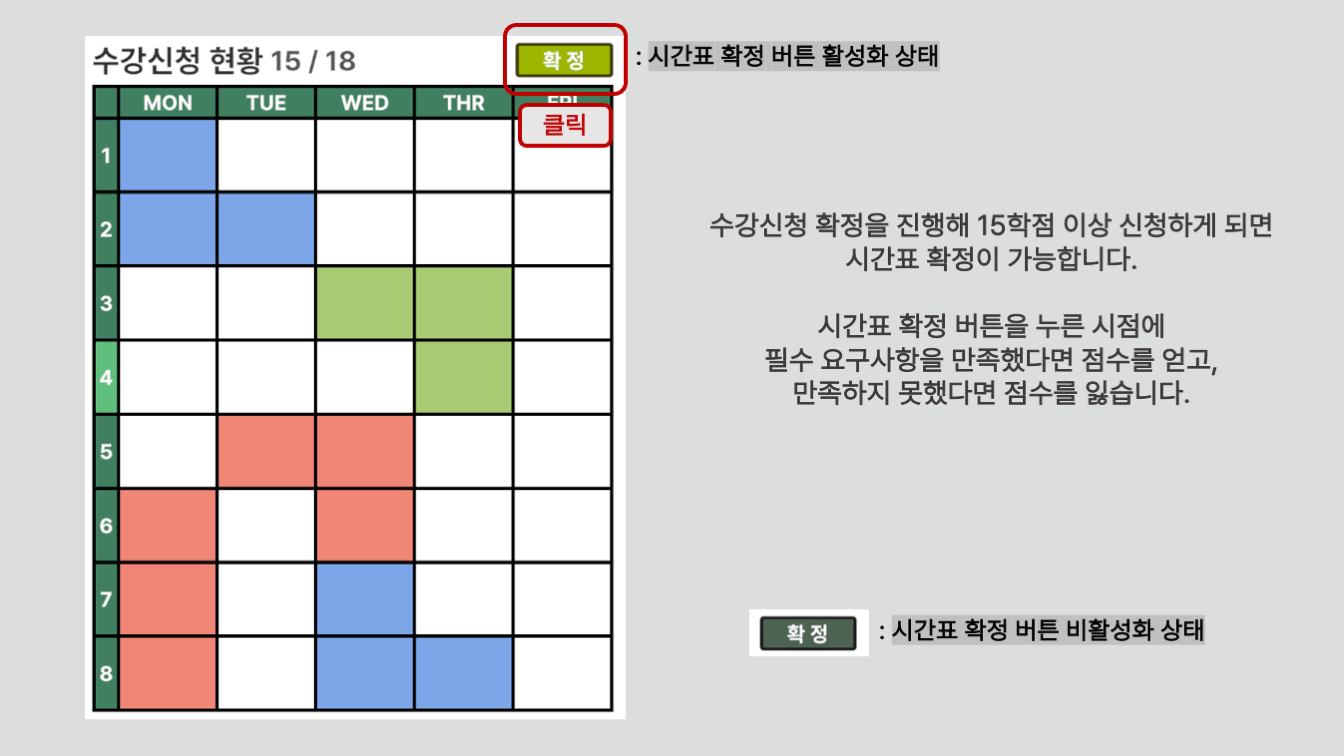 수강신청 현황 15 / 18
확 정
: 시간표 확정 버튼 활성화 상태
MON TUE WED THR FRI
클릭
1
2
3
4
5
6
7
8
수강신청 확정을 진행해 15학점 이상 신청하게 되면
시간표 확정이 가능합니다.
시간표 확정 버튼을 누른 시점에
필수 요구사항을 만족했다면 점수를 얻고,
만족하지 못했다면 점수를 잃습니다.
확 정
: 시간표 확정 버튼 비활성화 상태